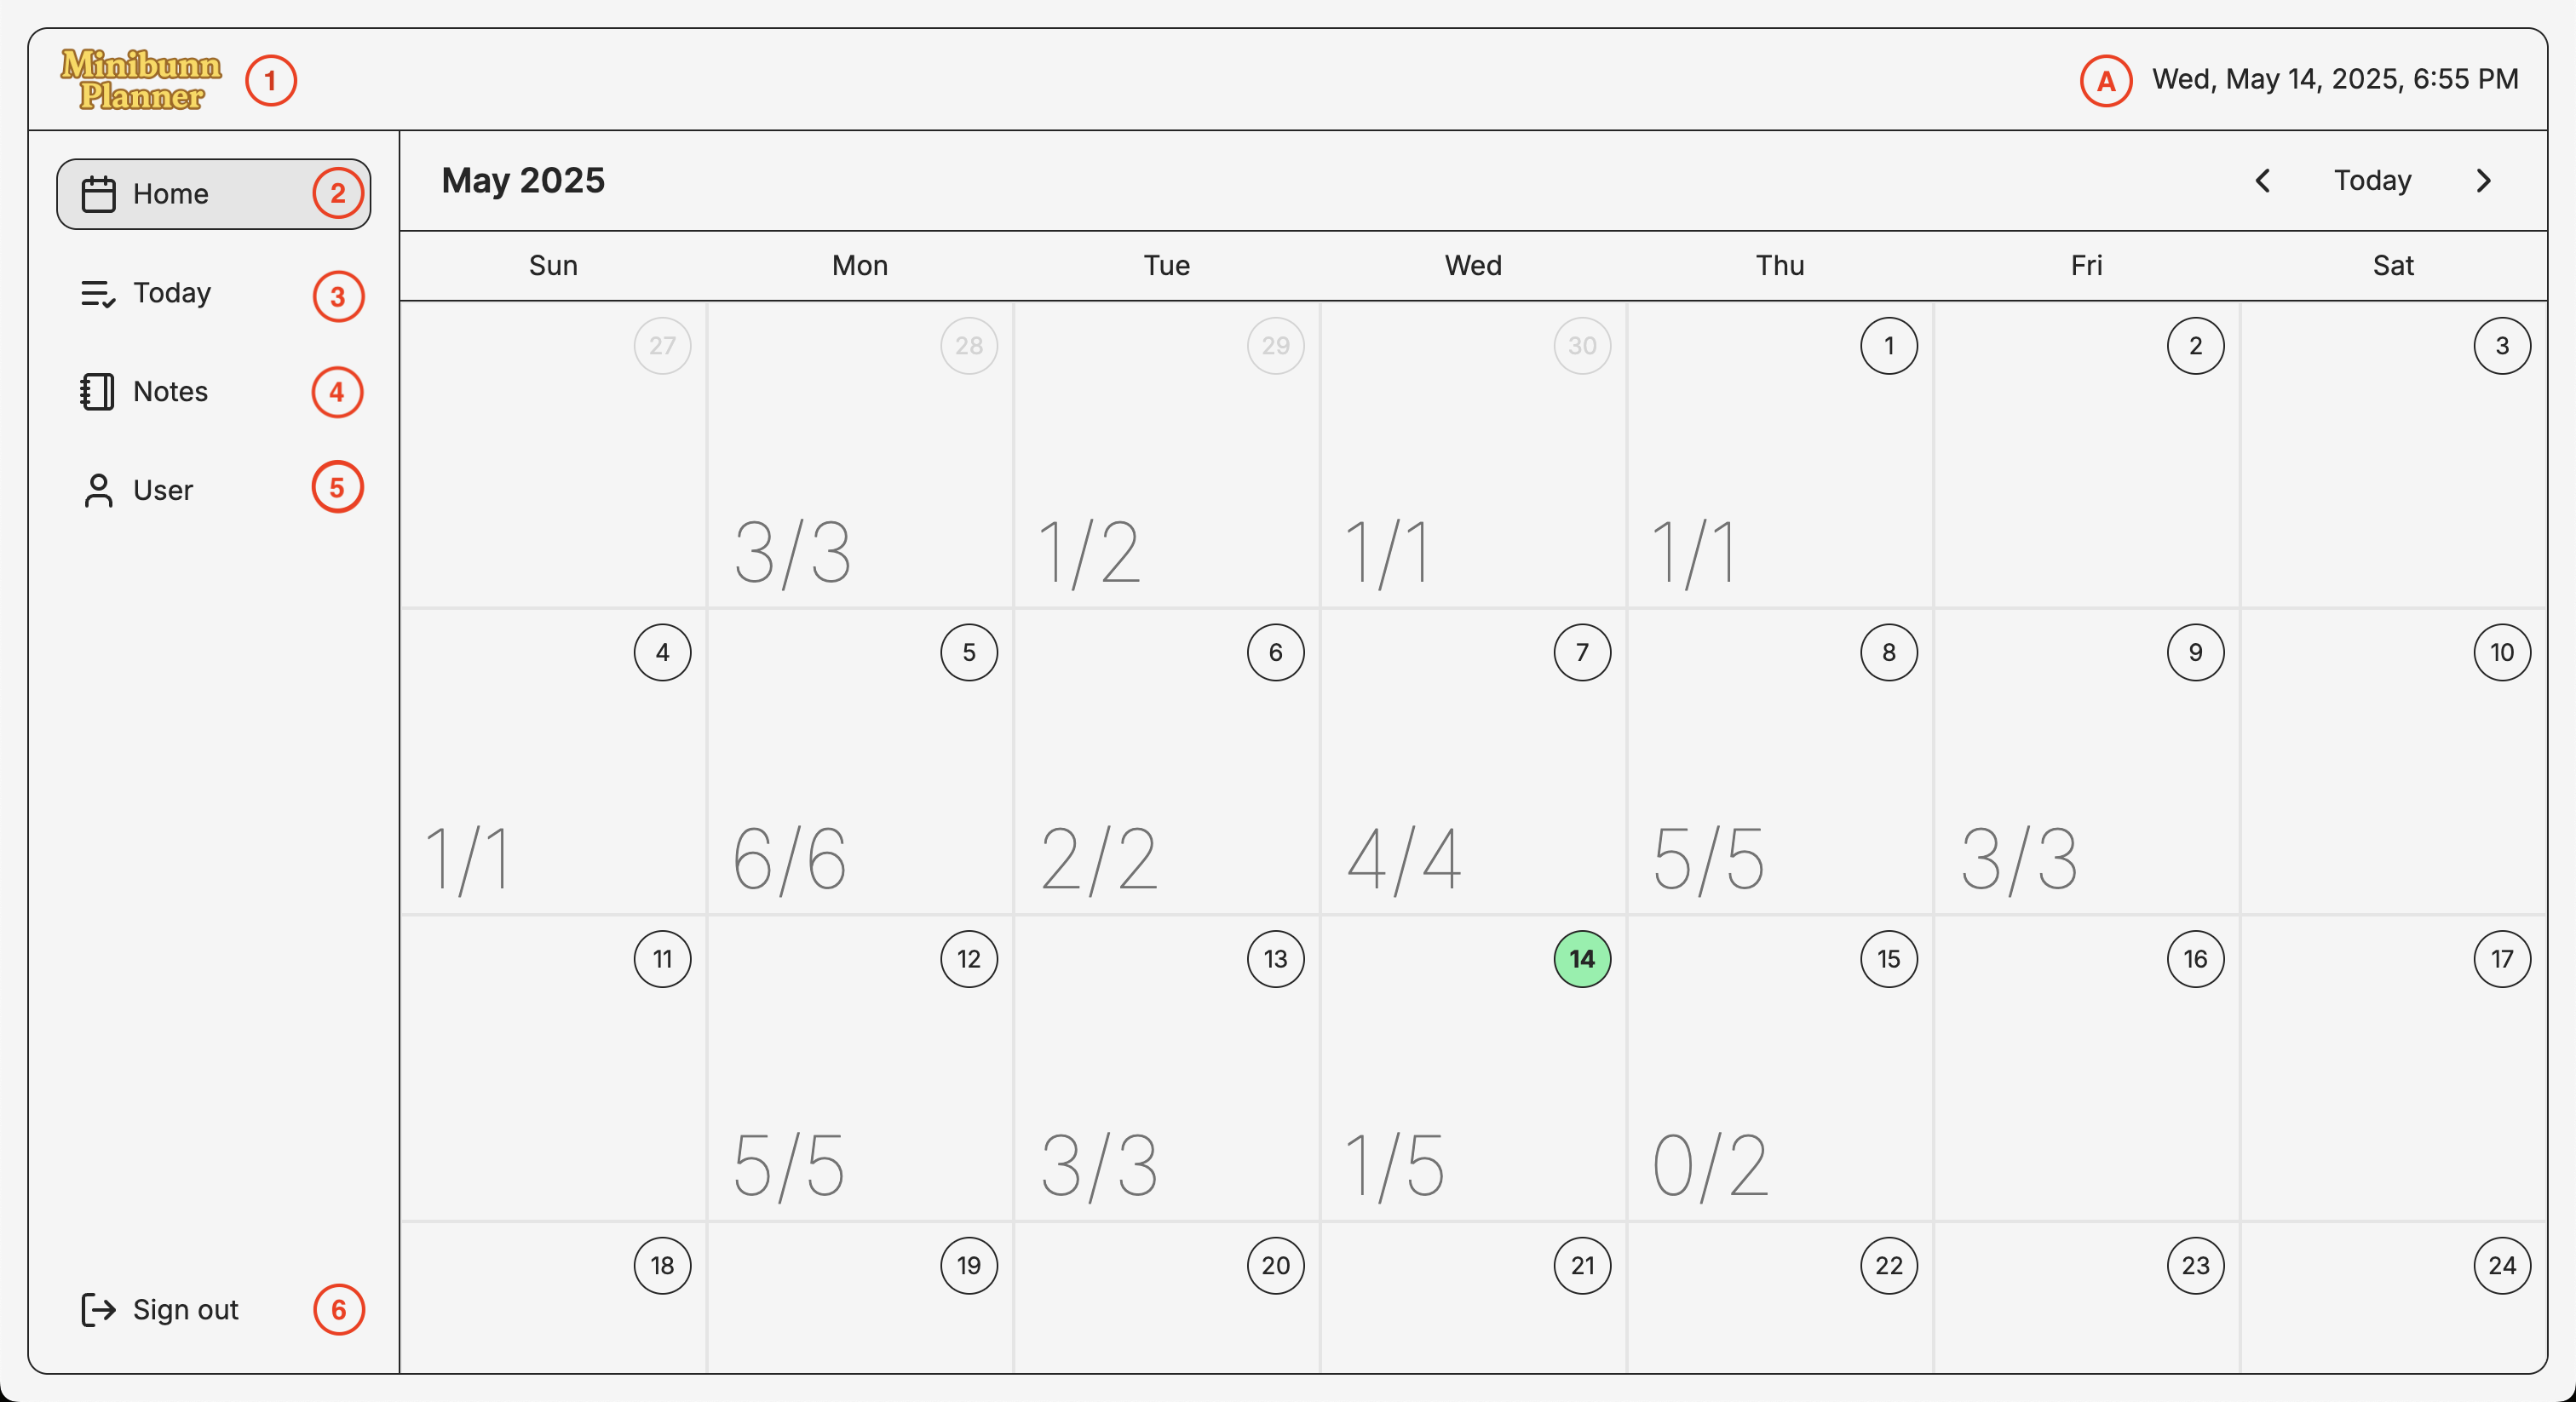 Minibunn
Planner
1
A Wed, May 14, 2025, 6:55 PM
Home 2
Today 3
Notes 4
User 5
Sign out 6
May 2025
< Today >
Sun Mon Tue Wed Thu Fri Sat
27 28 29 30 1 2 3
3/3 1/2 1/1 1/1
4 5 6 7 8 9 10
1/1 6/6 2/2 4/4 5/5 3/3
11 12 13 14 15 16 17
5/5 3/3 1/5 0/2
18 19 20 21 22 23 24